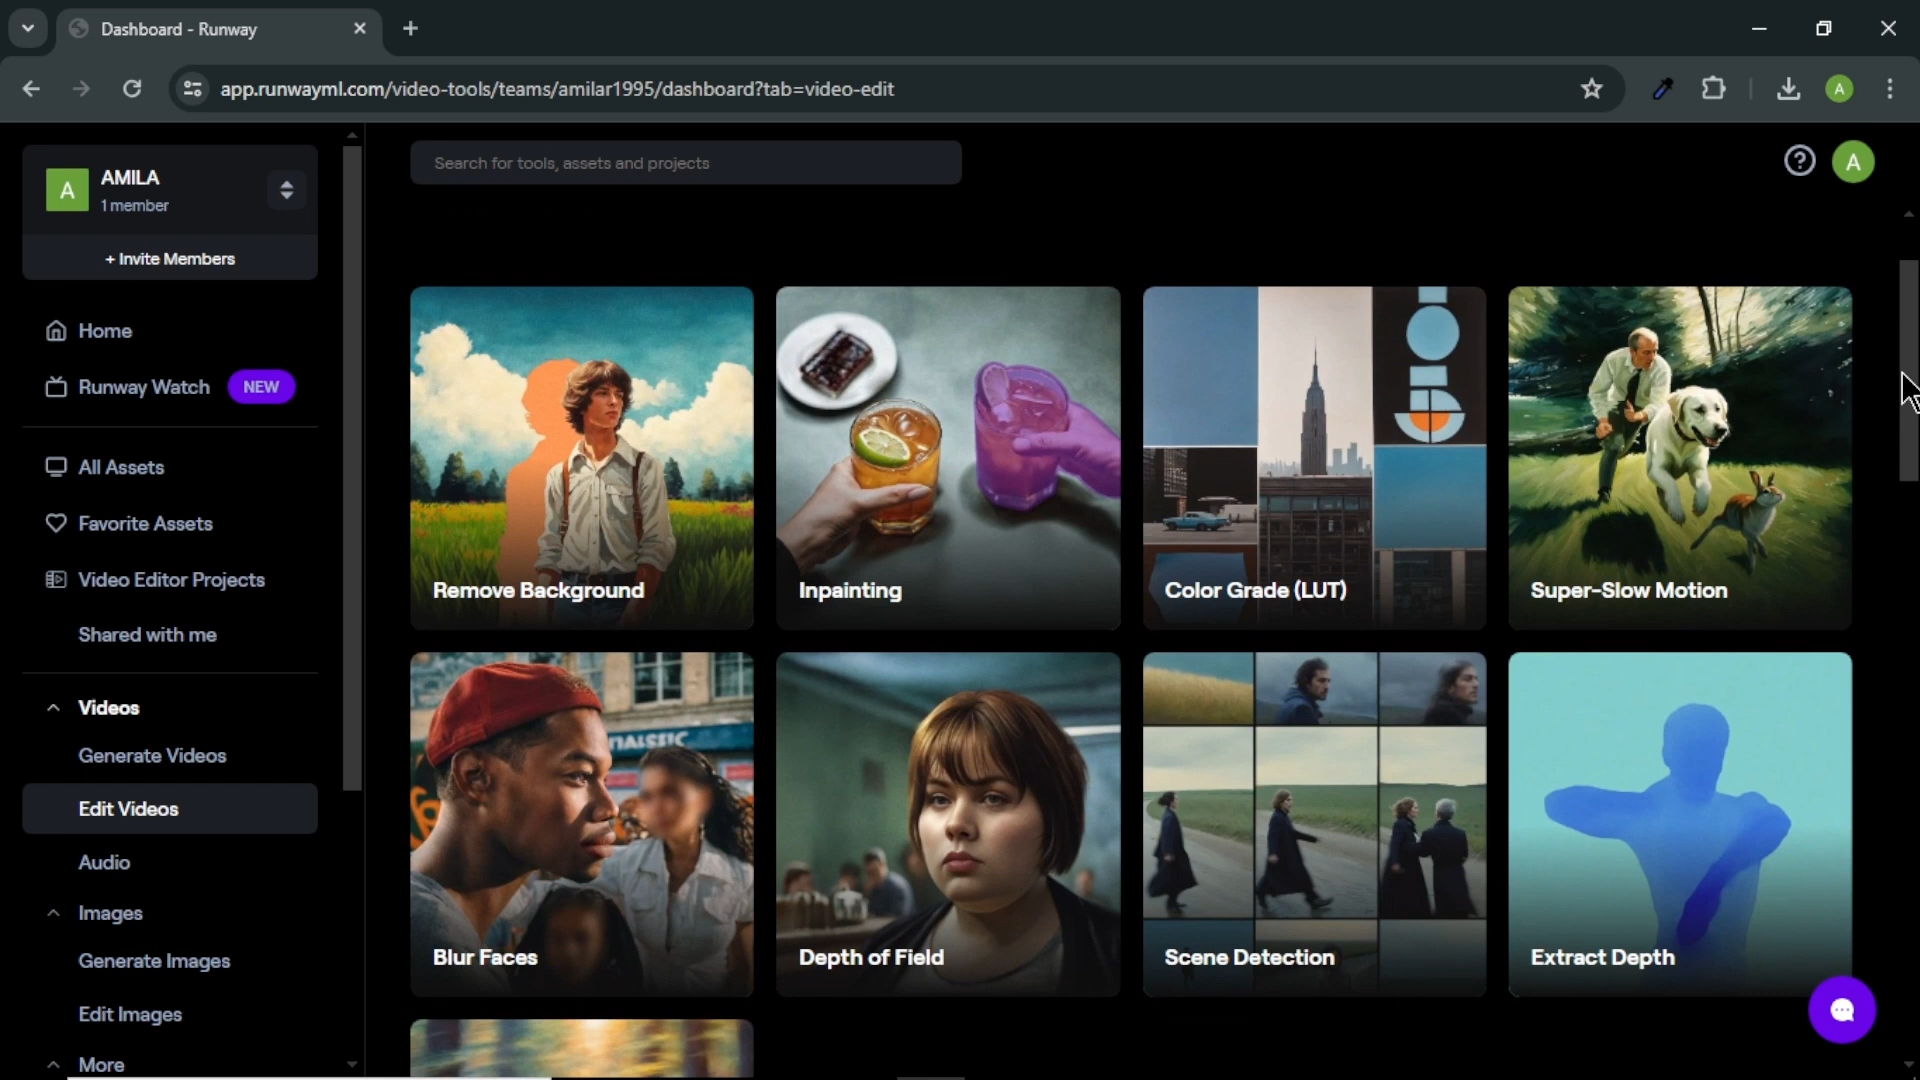 Dashboard - Runway
app.runwayml.com/video-tools/teams/amilar1995/dashboard?tab=video-edit
A
A
AMILA
1 member
+ Invite Members
Search for tools, assets and projects
A
Home
Runway Watch NEW
All Assets
Favorite Assets
Video Editor Projects
Shared with me
Videos
Generate Videos
Edit Videos
Audio
Images
Generate Images
Edit Images
More
Remove Background
Inpainting
Color Grade (LUT)
Super-Slow Motion
Blur Faces
Depth of Field
Scene Detection
Extract Depth